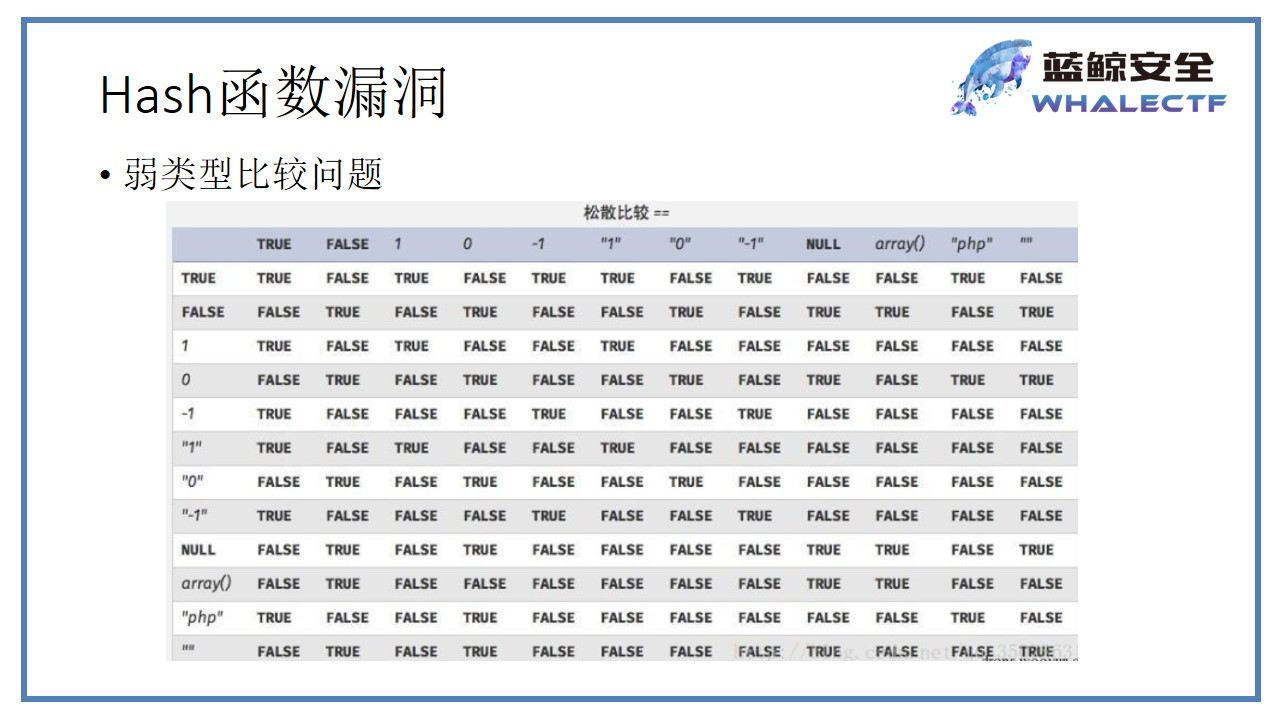 蓝鲸安全
WHALECTF
Hash函数漏洞
• 弱类型比较问题
松散比较 ==
TRUE FALSE 1 0 -1 "1" "0" "-1" NULL array() "php" ""
TRUE TRUE FALSE TRUE FALSE TRUE TRUE FALSE TRUE FALSE FALSE TRUE FALSE
FALSE FALSE TRUE FALSE TRUE FALSE FALSE TRUE FALSE TRUE TRUE FALSE TRUE
1 TRUE FALSE TRUE FALSE FALSE TRUE FALSE FALSE FALSE FALSE FALSE FALSE
0 FALSE TRUE FALSE TRUE FALSE FALSE TRUE FALSE TRUE FALSE TRUE TRUE
-1 TRUE FALSE FALSE FALSE TRUE FALSE FALSE TRUE FALSE FALSE FALSE FALSE
"1" TRUE FALSE TRUE FALSE FALSE TRUE FALSE FALSE FALSE FALSE FALSE FALSE
"0" FALSE TRUE FALSE TRUE FALSE FALSE TRUE FALSE FALSE FALSE FALSE FALSE
"-1" TRUE FALSE FALSE FALSE TRUE FALSE FALSE TRUE FALSE FALSE FALSE FALSE
NULL FALSE TRUE FALSE TRUE FALSE FALSE FALSE FALSE TRUE TRUE FALSE TRUE
array() FALSE TRUE FALSE FALSE FALSE FALSE FALSE FALSE TRUE TRUE FALSE FALSE
"php" TRUE FALSE FALSE TRUE FALSE FALSE FALSE FALSE FALSE FALSE TRUE FALSE
"" FALSE TRUE FALSE TRUE FALSE FALSE FALSE FALSE TRUE FALSE FALSE TRUE